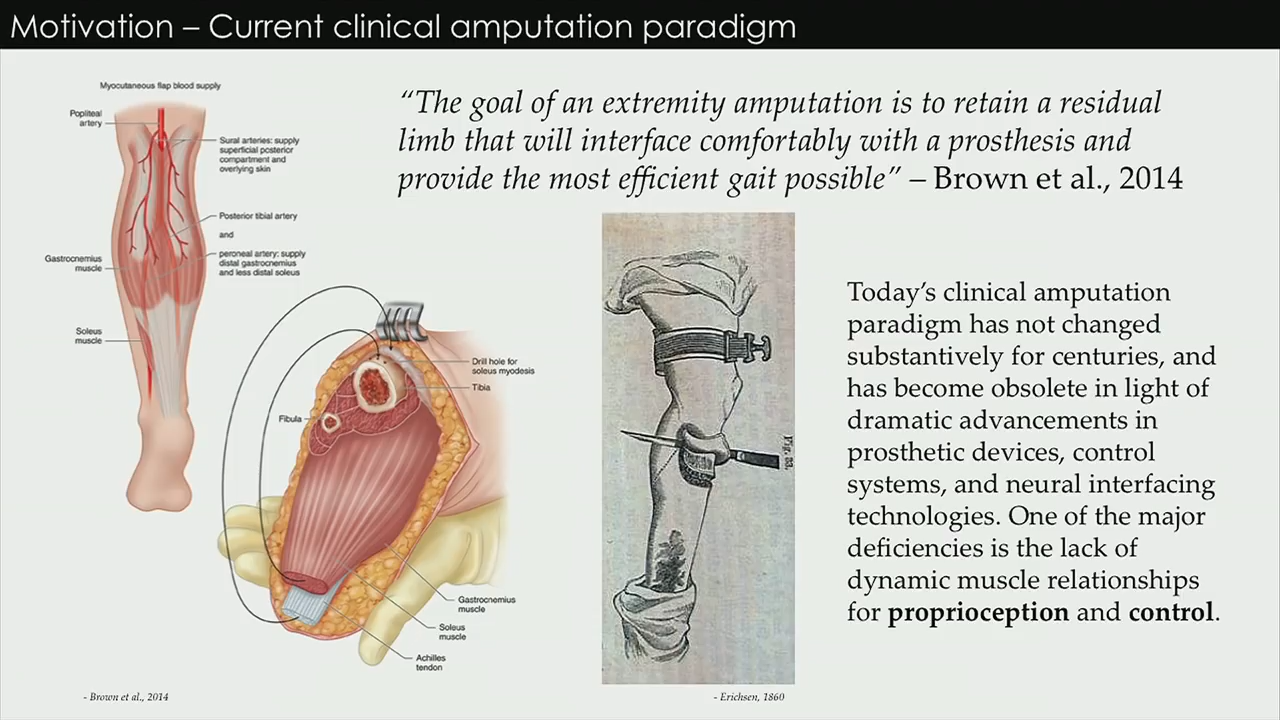 Motivation – Current clinical amputation paradigm
“The goal of an extremity amputation is to retain a residual
limb that will interface comfortably with a prosthesis and
provide the most efficient gait possible” – Brown et al., 2014
Myocutaneous flap blood supply
Popliteal
artery
Sural arteries: supply
superficial posterior
compartment and
overlying skin
Posterior tibial artery
and
peroneal artery: supply
distal gastrocnemius
and less distal soleus
Gastrocnemius
muscle
Soleus
muscle
Drill hole for
soleus myodesis
Tibia
Fibula
Gastrocnemius
muscle
Soleus
muscle
Achilles
tendon
- Brown et al., 2014
Fig. 23.
- Erichsen, 1860
Today’s clinical amputation
paradigm has not changed
substantively for centuries, and
has become obsolete in light of
dramatic advancements in
prosthetic devices, control
systems, and neural interfacing
technologies. One of the major
deficiencies is the lack of
dynamic muscle relationships
for proprioception and control.